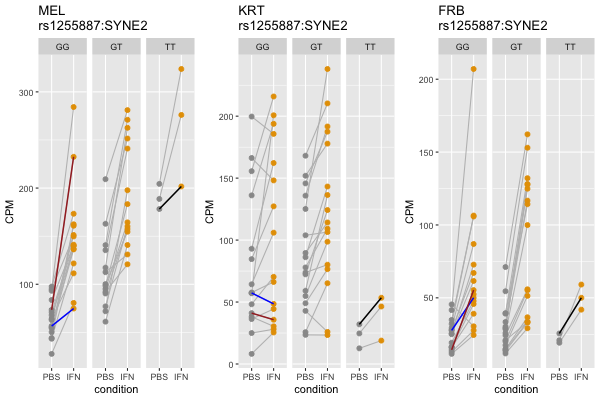 MEL
rs1255887:SYNE2
GG GT TT
300
200
100
CPM
PBS IFN PBS IFN PBS IFN
condition
KRT
rs1255887:SYNE2
GG GT TT
200
150
100
50
0
CPM
PBS IFN PBS IFN PBS IFN
condition
FRB
rs1255887:SYNE2
GG GT TT
200
150
100
50
CPM
PBS IFN PBS IFN PBS IFN
condition